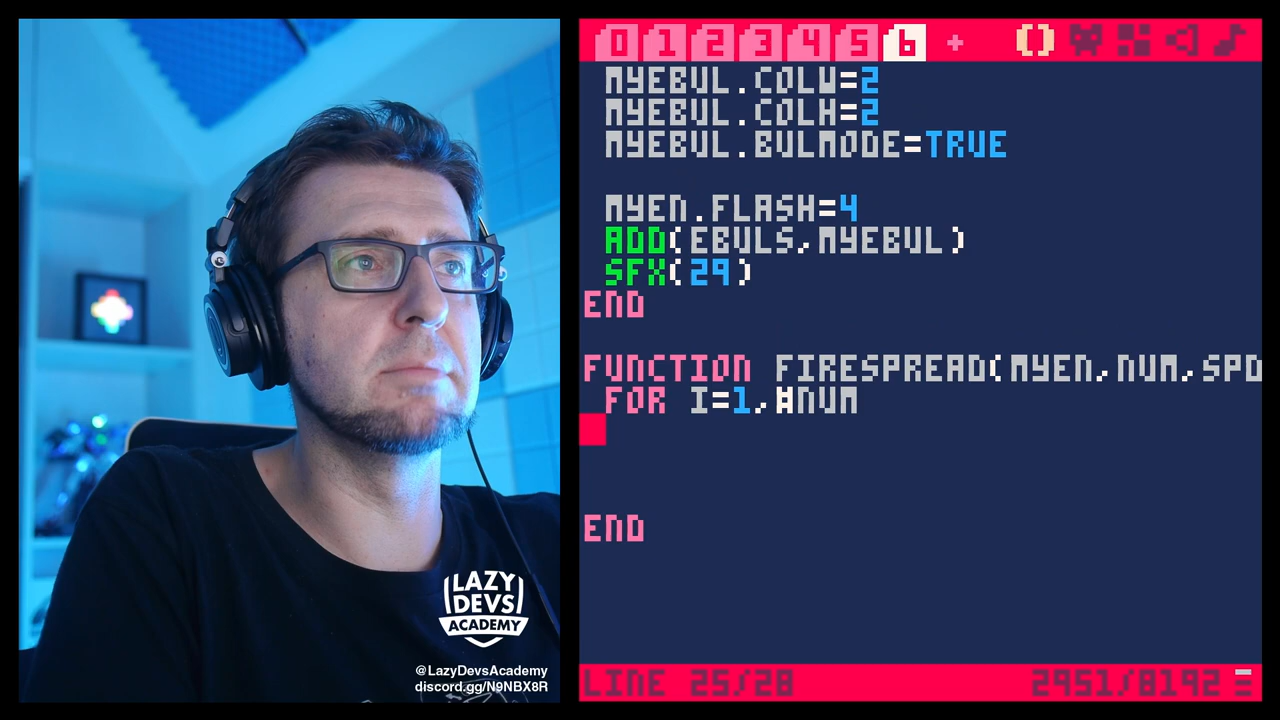 LAZY
DEVS
ACADEMY
@LazyDevsAcademy
discord.gg/N9NBX8R
0 1 2 3 4 5 6 +
MYEBUL.COLW=2
MYEBUL.COLH=2
MYEBUL.BULMODE=TRUE
MYEN.FLASH=4
ADD(EBULS,MYEBUL)
SFX(29)
END
FUNCTION FIRESPREAD(MYEN,NUM,SPD
FOR I=1,#NUM
END
LINE 25/28
2951/8192